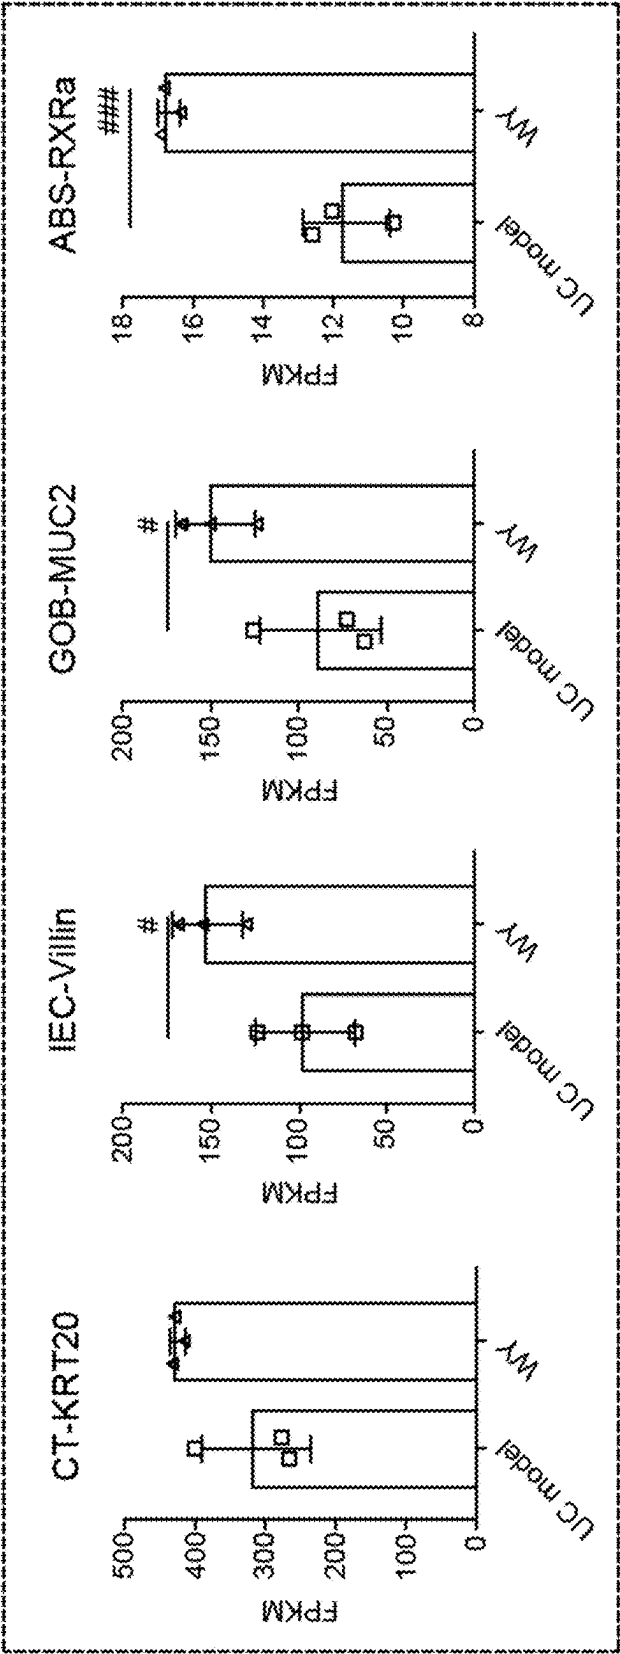 CT-KRT20
FPKM
500
400
300
200
100
0
UC model
WY
IEC-Villin
#
FPKM
200
150
100
50
0
UC model
WY
GOB-MUC2
#
FPKM
200
150
100
50
0
UC model
WY
ABS-RXRa
###
FPKM
18
16
14
12
10
8
UC model
WY